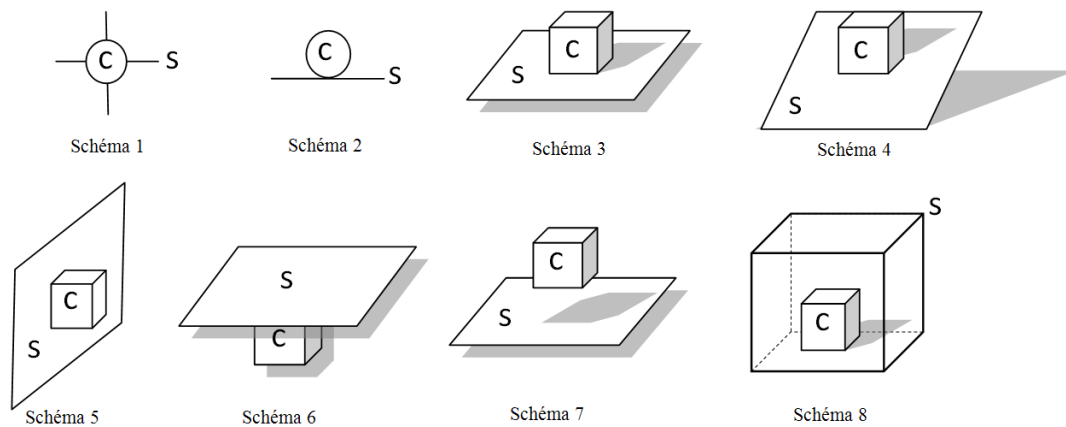 C S
C S
C S
C S
Schéma 1
Schéma 2
Schéma 3
Schéma 4
C S
S C
C S
S C
Schéma 5
Schéma 6
Schéma 7
Schéma 8